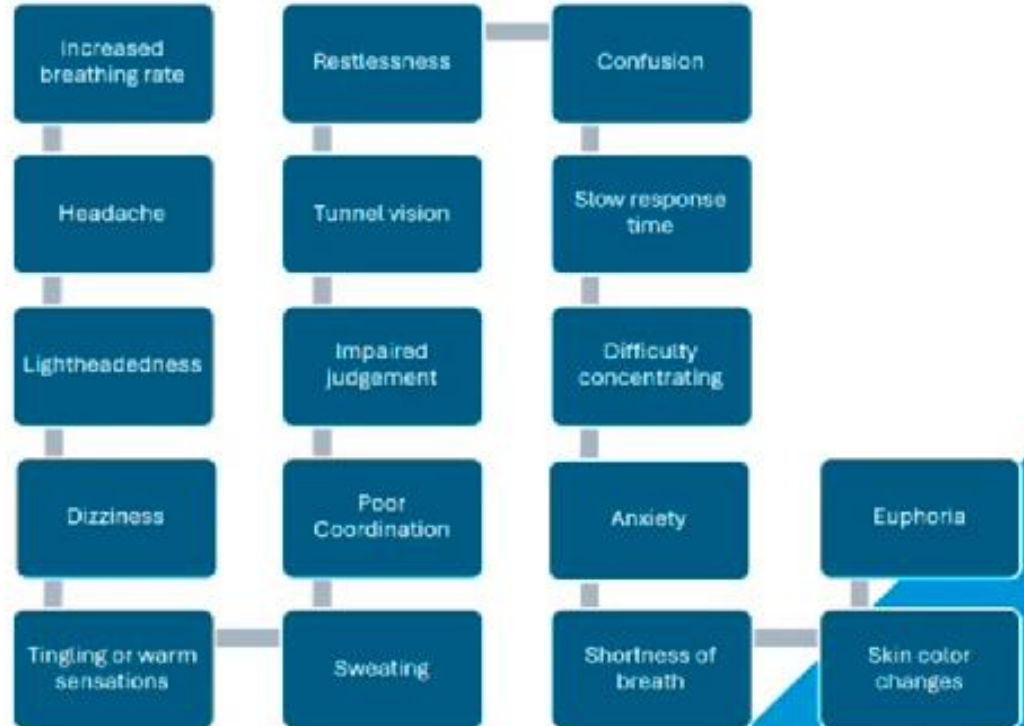 Increased
breathing rate
Headache
Lightheadedness
Dizziness
Tingling or warm
sensations
Sweating
Poor
Coordination
Impaired
judgement
Tunnel vision
Restlessness
Confusion
Slow response
time
Difficulty
concentrating
Anxiety
Shortness of
breath
Skin color
changes
Euphoria